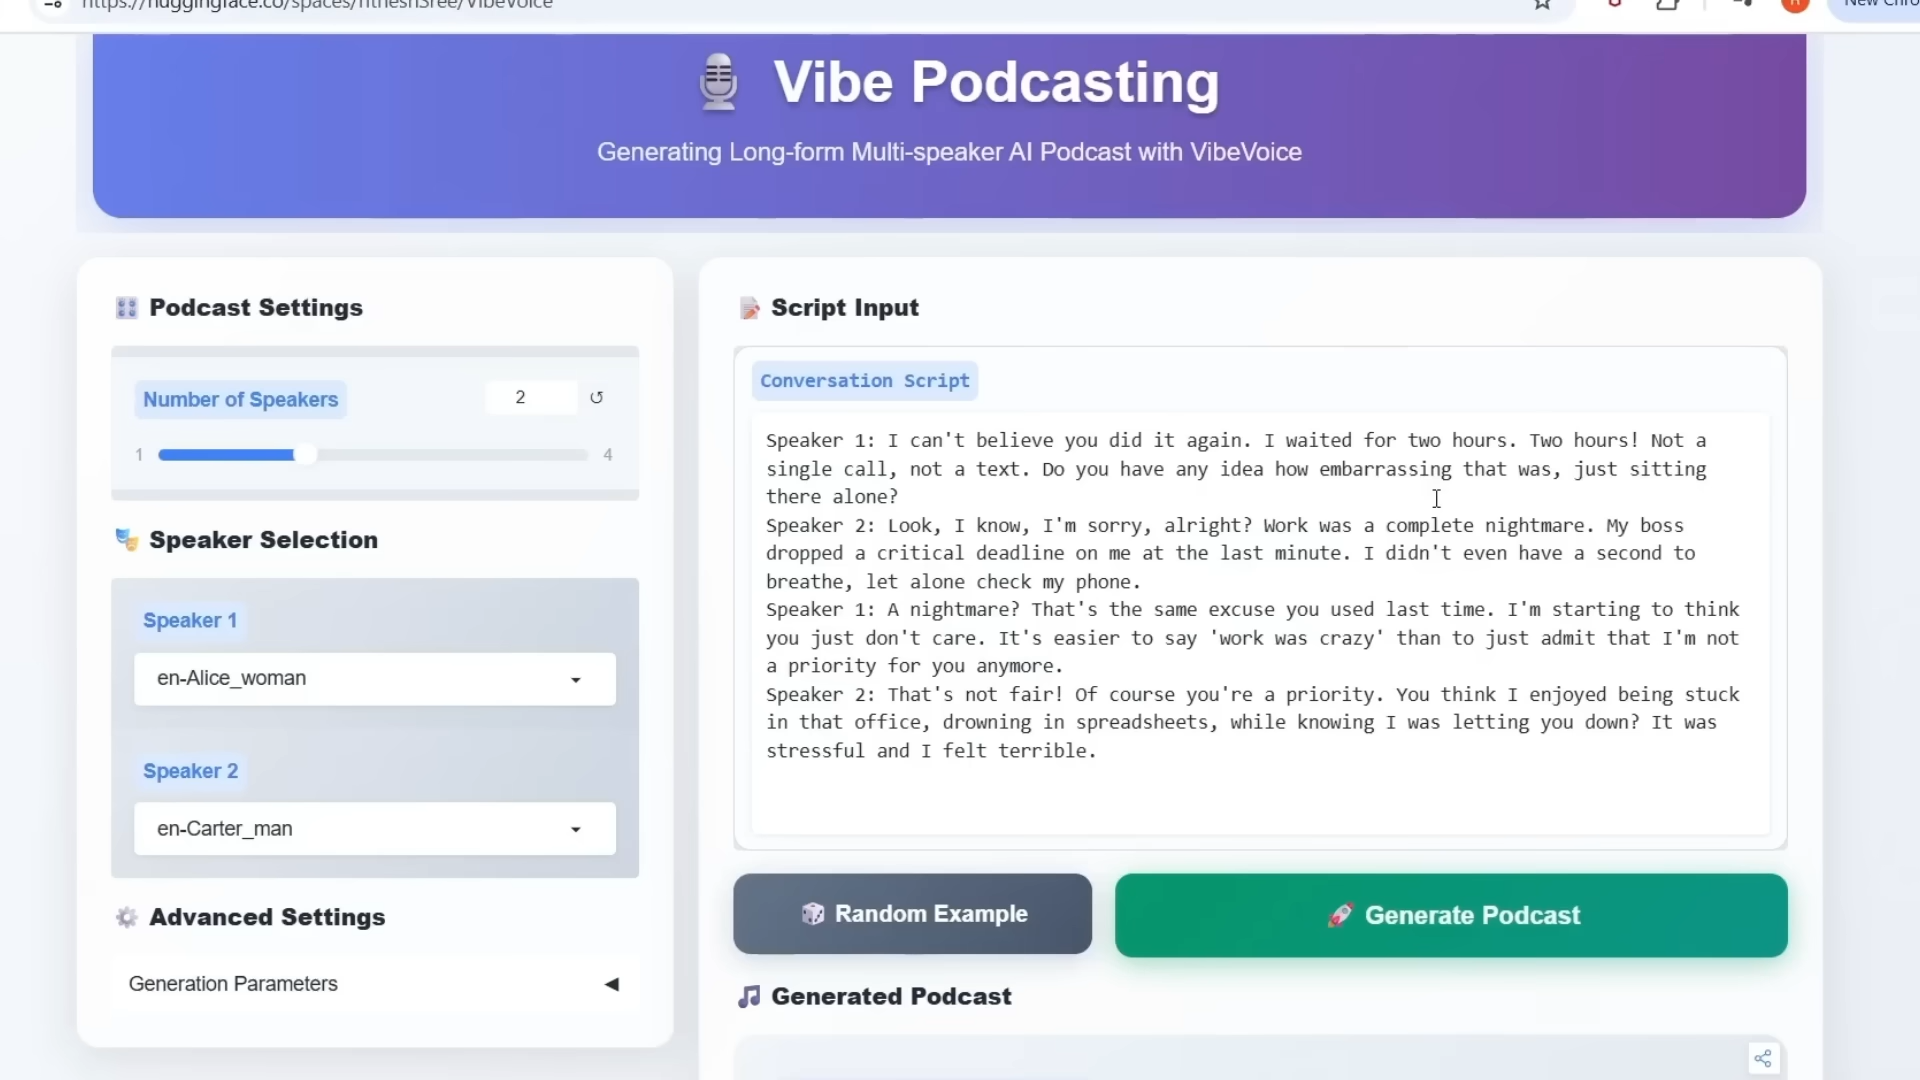 Vibe Podcasting
Generating Long-form Multi-speaker AI Podcast with VibeVoice
Podcast Settings
Number of Speakers
2
1
4
Speaker Selection
Speaker 1
en-Alice_woman
Speaker 2
en-Carter_man
Advanced Settings
Generation Parameters
Script Input
Conversation Script
Speaker 1: I can't believe you did it again. I waited for two hours. Two hours! Not a
single call, not a text. Do you have any idea how embarrassing that was, just sitting
there alone?
Speaker 2: Look, I know, I'm sorry, alright? Work was a complete nightmare. My boss
dropped a critical deadline on me at the last minute. I didn't even have a second to
breathe, let alone check my phone.
Speaker 1: A nightmare? That's the same excuse you used last time. I'm starting to think
you just don't care. It's easier to say 'work was crazy' than to just admit that I'm not
a priority for you anymore.
Speaker 2: That's not fair! Of course you're a priority. You think I enjoyed being stuck
in that office, drowning in spreadsheets, while knowing I was letting you down? It was
stressful and I felt terrible.
Random Example
Generate Podcast
Generated Podcast